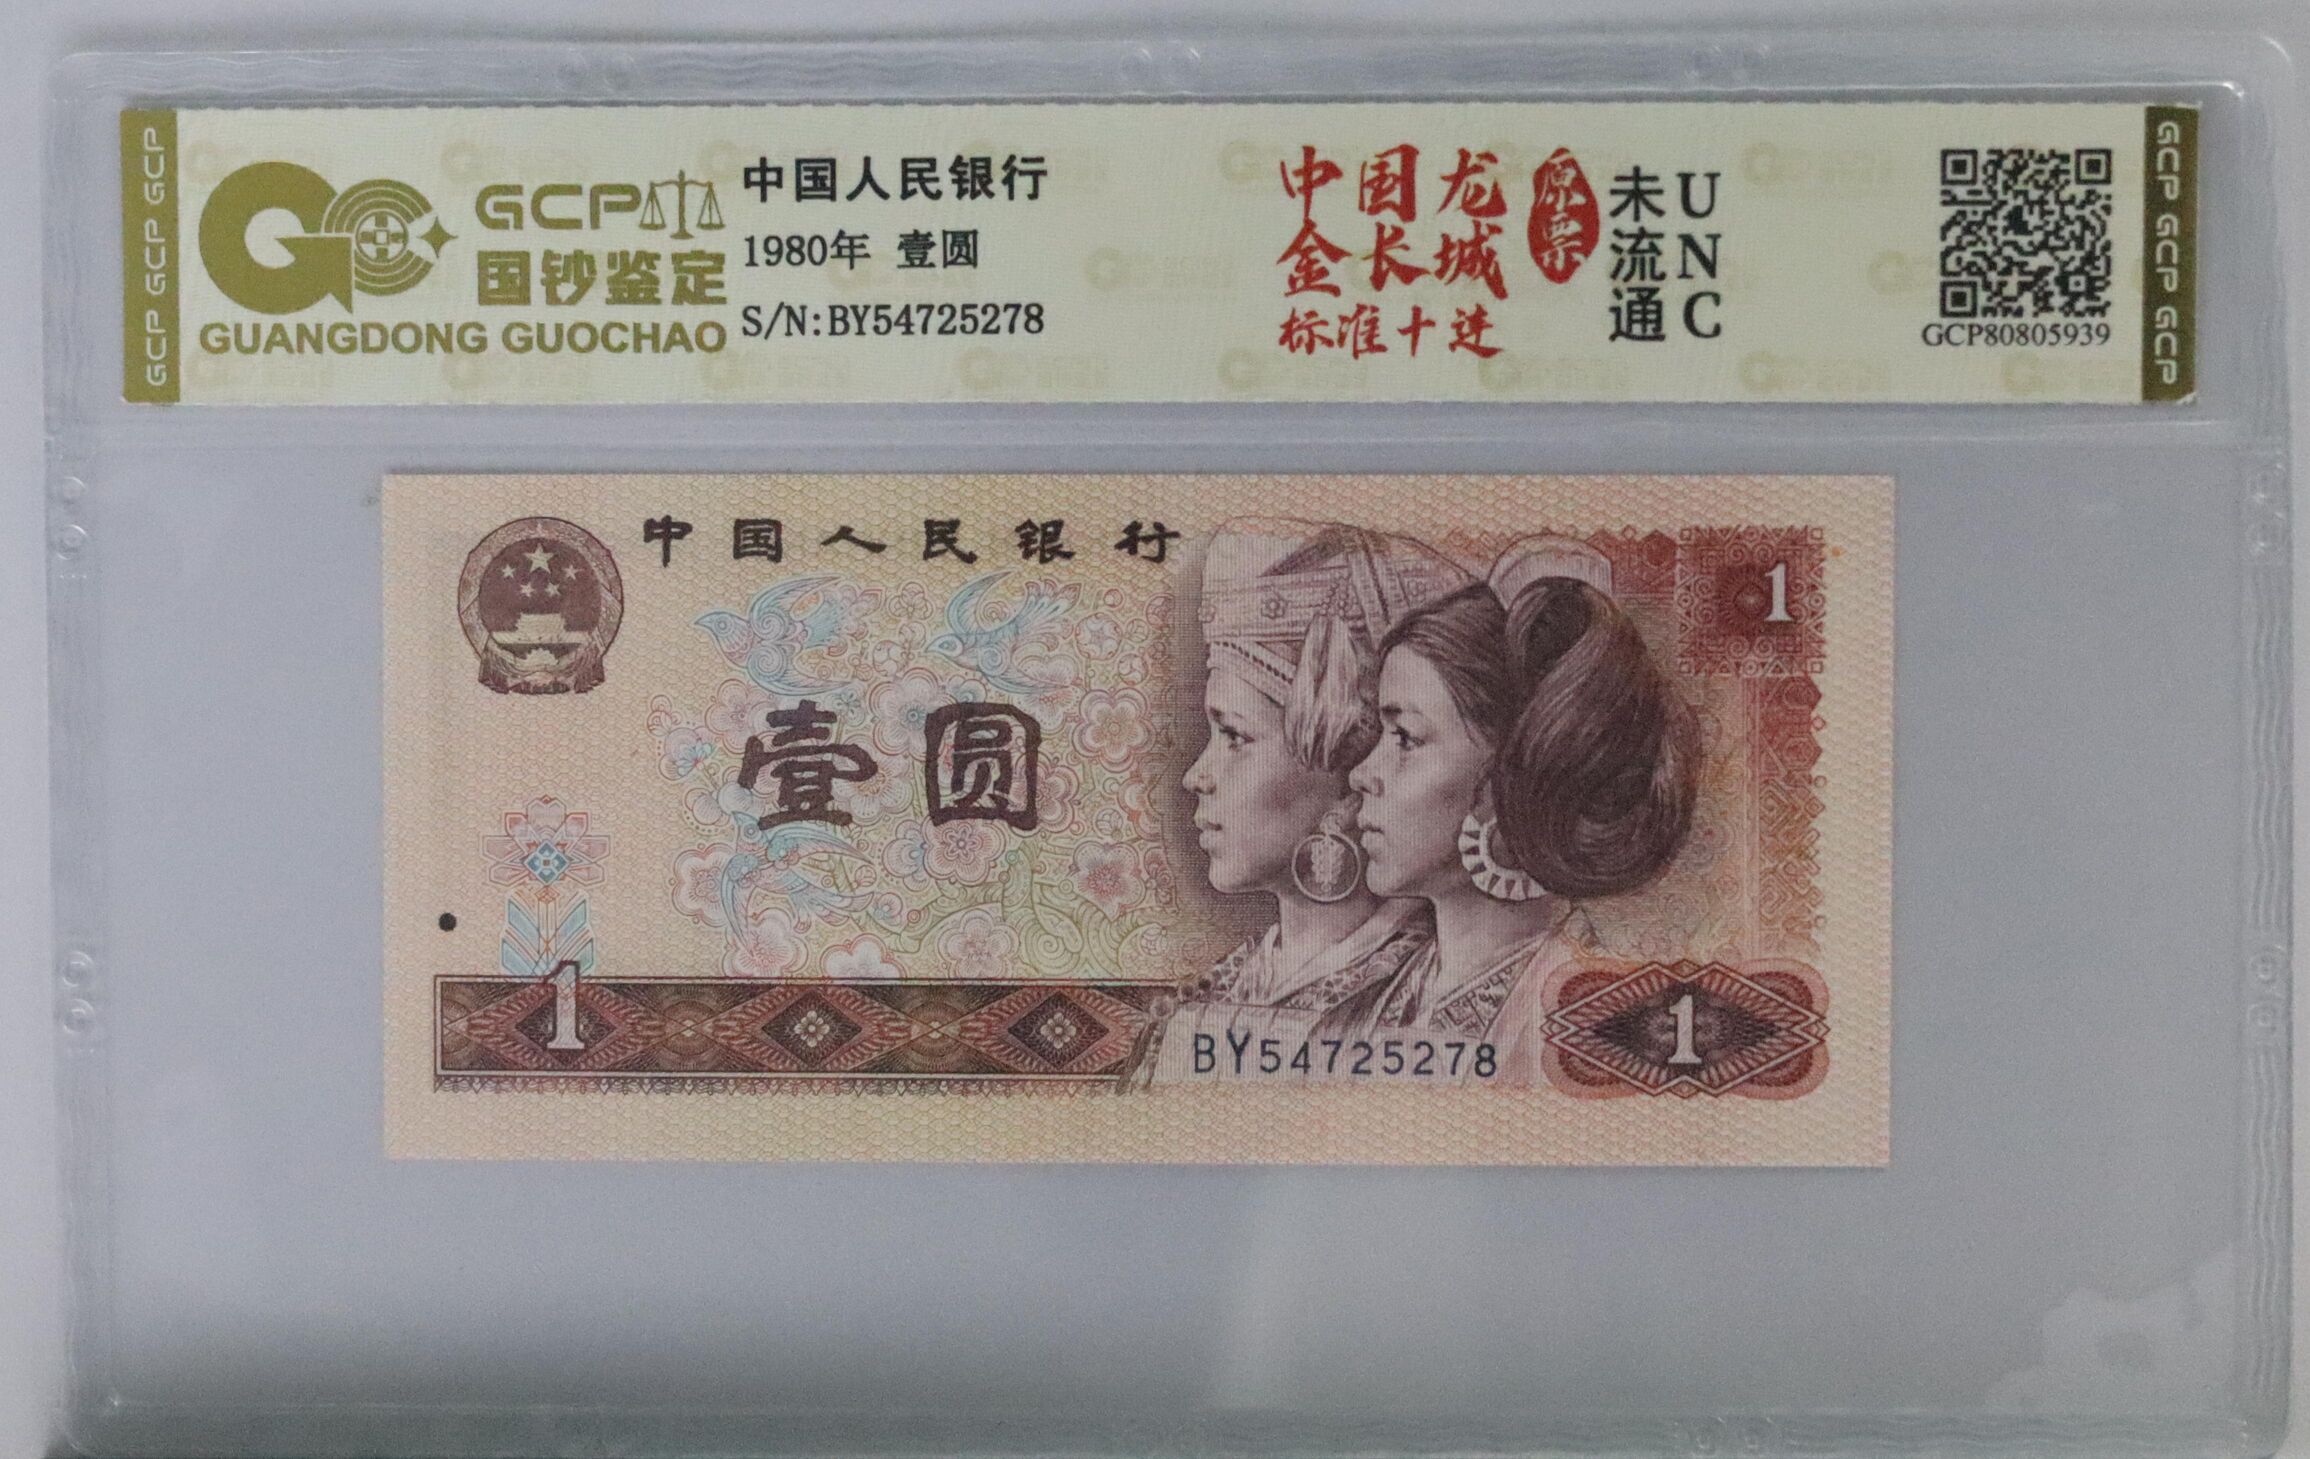 GCP GCP GCP
GCP
国钞鉴定
GUANGDONG GUOCHAO
中国人民银行
1980年 壹圆
S/N:BY54725278
中国龙
金长城
标准十进
原票
未流通
UNC
GCP80805939
GCP GCP GCP
中国人民银行
1
壹圆
1
1
BY54725278